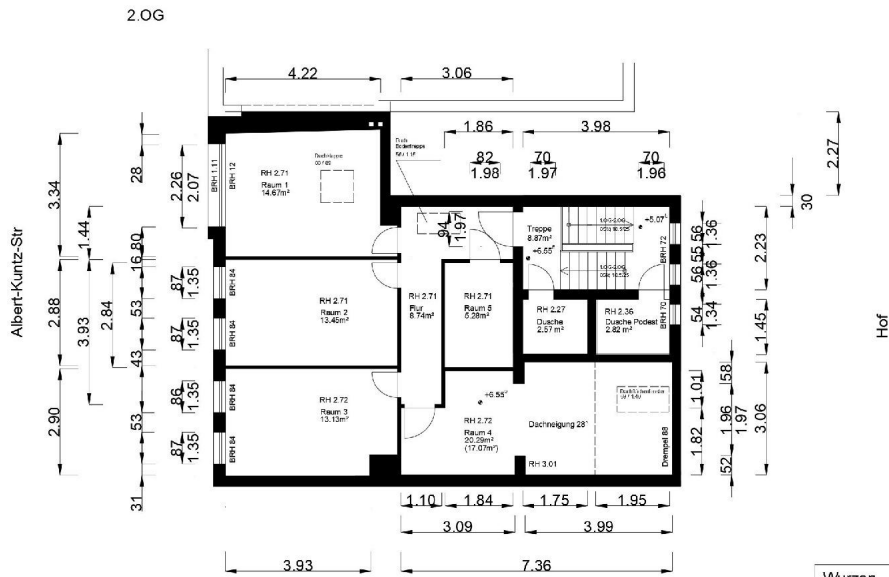 2.OG
4.22
3.06
1.86
3.98
82
1.98
70
1.97
70
1.96
2.27
30
3.34
28
2.26
2.07
BRH 1.11
BRH 12
RH 2.71
Raum 1
14.67m²
Dachtreppe
94
1.97
Treppe
8.87m²
+6.55
+5.07
BRH 72
56
1.36
55
56
1.36
2.23
1.44
80
16
Albert-Kuntz-Str
2.88
3.93
2.84
87
1.35
53
87
1.35
43
BRH 84
BRH 84
RH 2.71
Raum 2
13.45m²
RH 2.71
Flur
8.74m²
RH 2.71
Raum 5
5.28m²
RH 2.27
Dusche
2.57 m²
RH 2.36
Dusche Podest
2.82 m²
BRH 70
54
1.34
1.45
Hof
2.90
86
1.35
53
87
1.35
31
BRH 84
BRH 84
RH 2.72
Raum 3
13.13m²
+6.55
RH 2.72
Raum 4
20.29m²
(17.07m²)
Dachneigung 28°
RH 3.01
Drempel 88
1.01
1.82
58
1.96
1.97
52
3.06
1.10
1.84
1.75
1.95
3.09
3.99
3.93
7.36
Wurzen